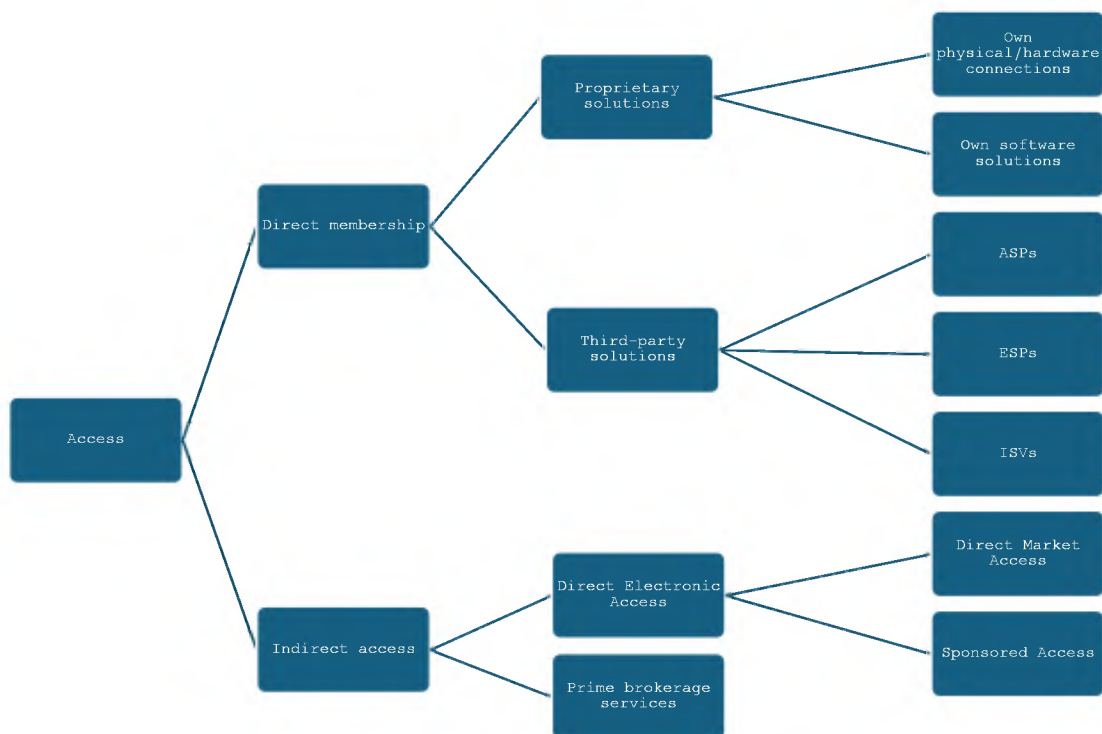 Own
physical/hardware
connections
Proprietary
solutions
Own software
solutions
Direct membership
ASPs
Third-party
solutions
ESPs
Access
ISVs
Direct Market
Access
Direct Electronic
Access
Indirect access
Sponsored Access
Prime brokerage
services